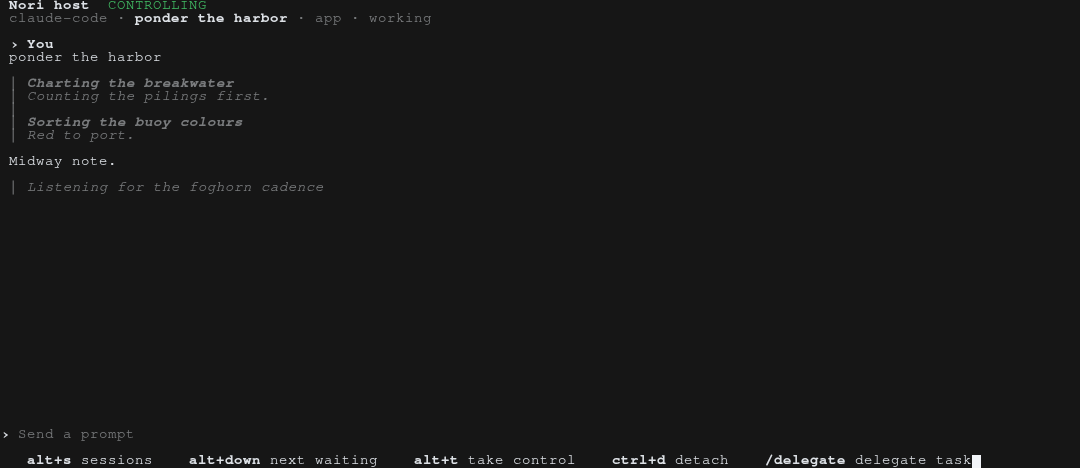 Nori host  CONTROLLING
claude-code · ponder the harbor · app · working
› You
ponder the harbor
│ Charting the breakwater
│ Counting the pilings first.
│
│ Sorting the buoy colours
│ Red to port.
Midway note.
│ Listening for the foghorn cadence
› Send a prompt
alt+s sessions    alt+down next waiting    alt+t take control    ctrl+d detach    /delegate delegate task